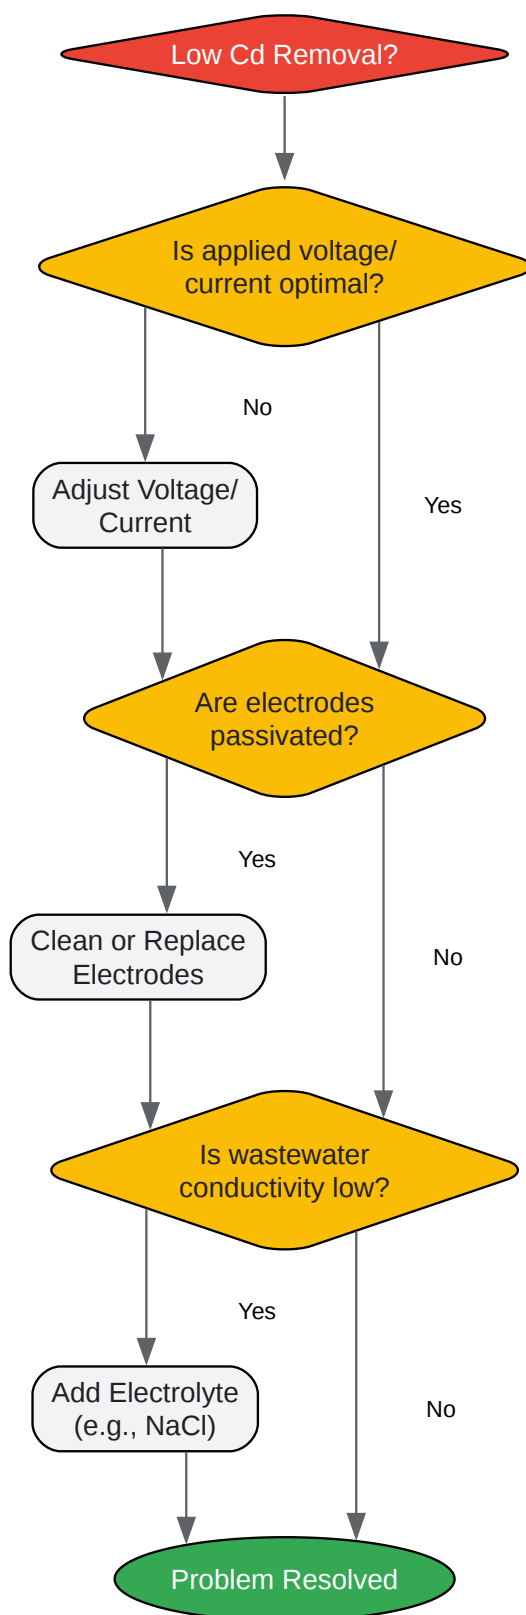 Low Cd Removal?
Is applied voltage/
current optimal?
No
Adjust Voltage/
Current
Yes
Are electrodes
passivated?
Yes
Clean or Replace
Electrodes
No
Is wastewater
conductivity low?
Yes
Add Electrolyte
(e.g., NaCl)
No
Problem Resolved